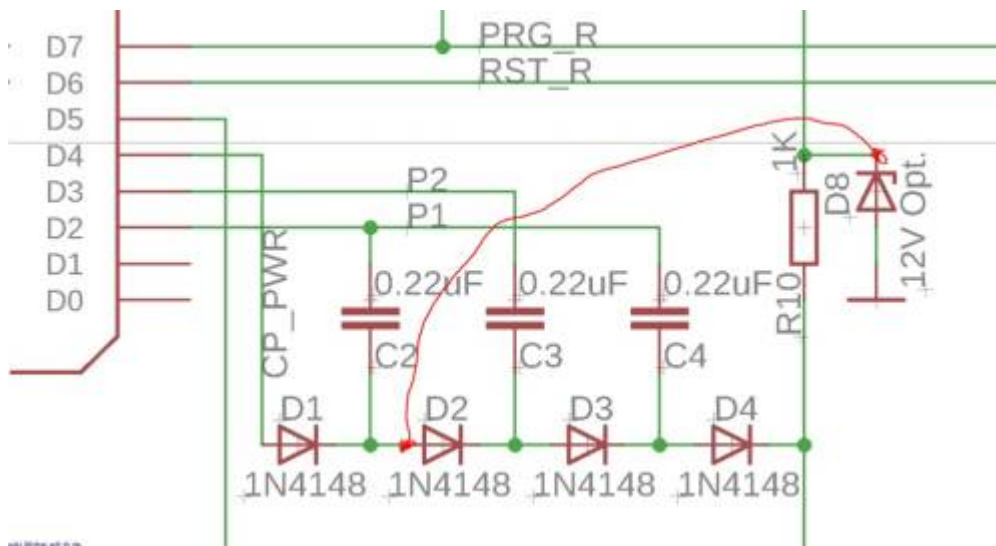 D7
PRG_R
D6
RST_R
D5
D4
D3
P2
D2
P1
D1
D0
CP_PWR
0.22uF
0.22uF
0.22uF
C2
C3
C4
1K
R10
D8
12V Opt.
D1
D2
D3
D4
1N4148
1N4148
1N4148
1N4148